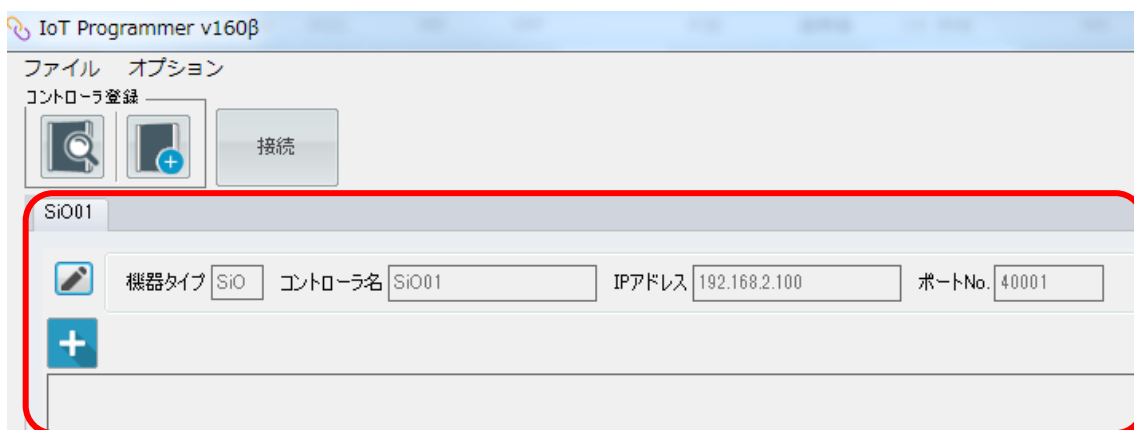 IoT Programmer v160β
ファイル オプション
コントローラ登録
接続
SiO01
機器タイプ SiO コントローラ名 SiO01 IPアドレス 192.168.2.100 ポートNo. 40001